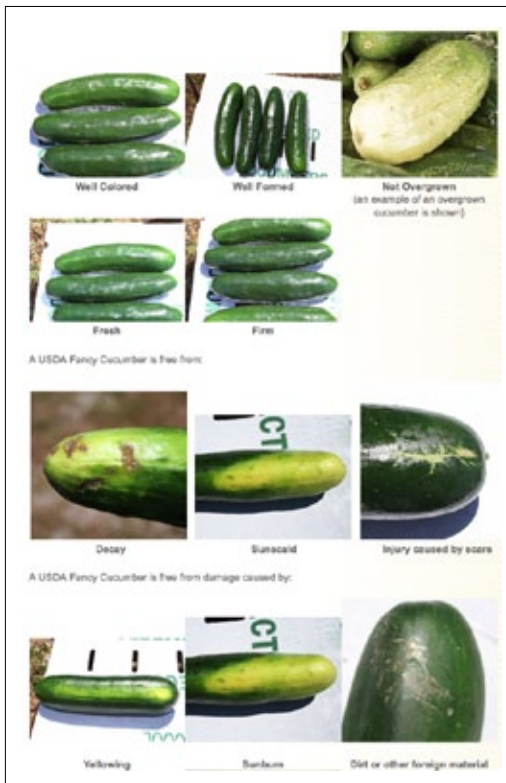 Well Colored
Well Formed
Not Overgrown
(an example of an overgrown
cucumber is shown)
Fresh
Firm
A USDA Fancy Cucumber is free from:
CT
Decay
Sunscald
Injury caused by scars
A USDA Fancy Cucumber is free from damage caused by:
CT
Yellowing
Sunburn
Dirt or other foreign material